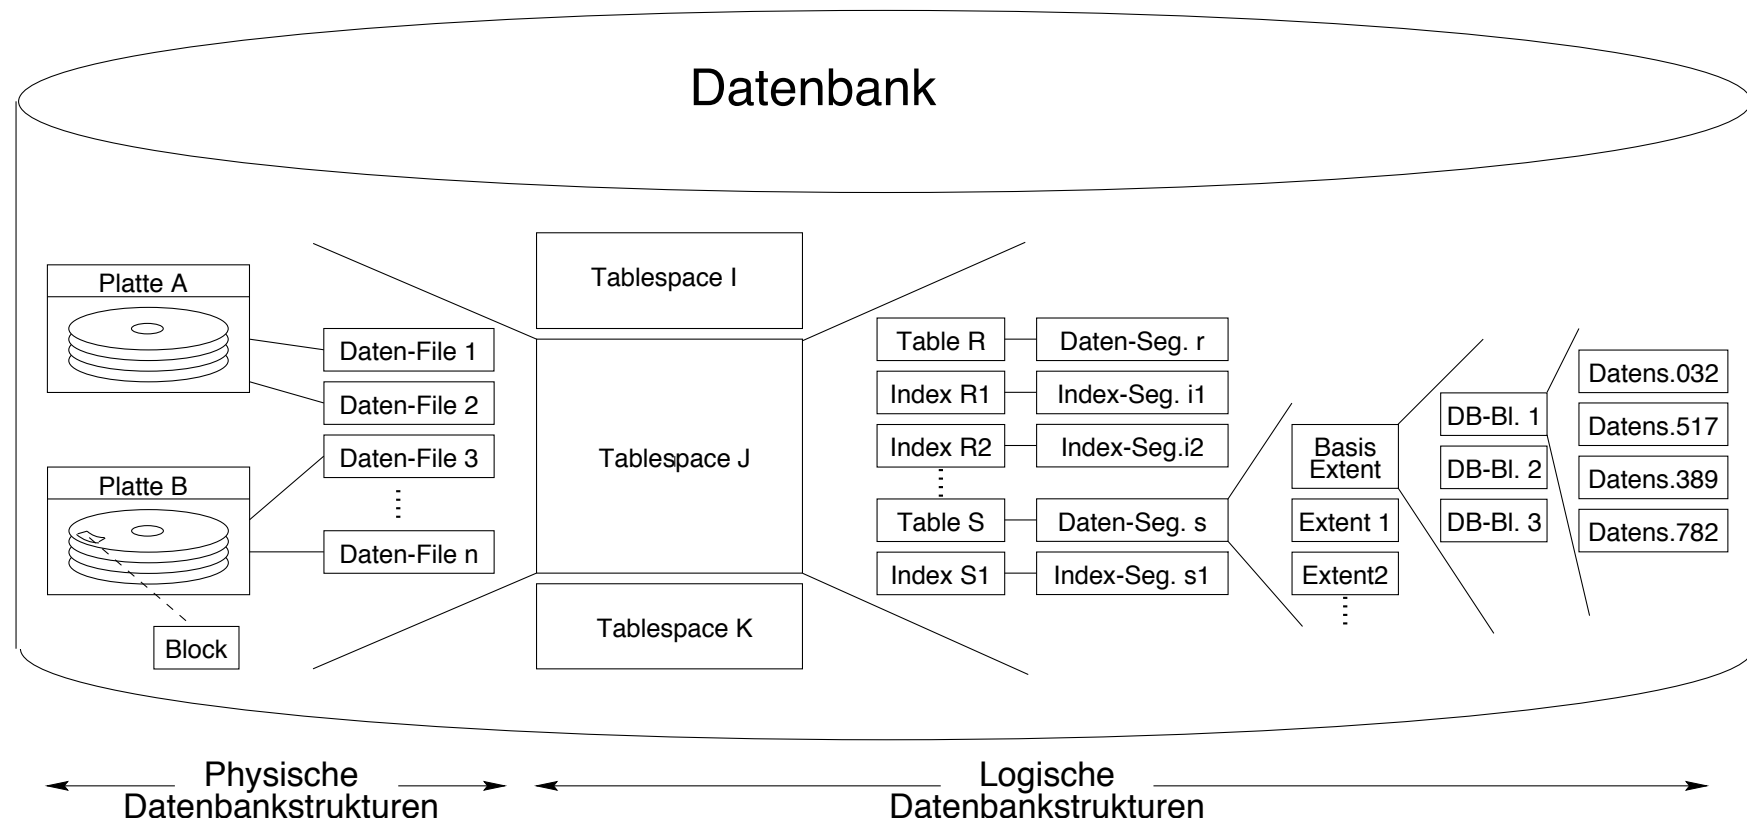 Datenbank
Platte A
Platte B
Block
Daten-File 1
Daten-File 2
Daten-File 3
Daten-File n
Tablespace I
Tablespace J
Tablespace K
Table R
Daten-Seg. r
Index R1
Index-Seg. i1
Index R2
Index-Seg.i2
Table S
Daten-Seg. s
Index S1
Index-Seg. s1
Basis
Extent
Extent 1
Extent2
DB-Bl. 1
DB-Bl. 2
DB-Bl. 3
Datens.032
Datens.517
Datens.389
Datens.782
Physische
Datenbankstrukturen
Logische
Datenbankstrukturen